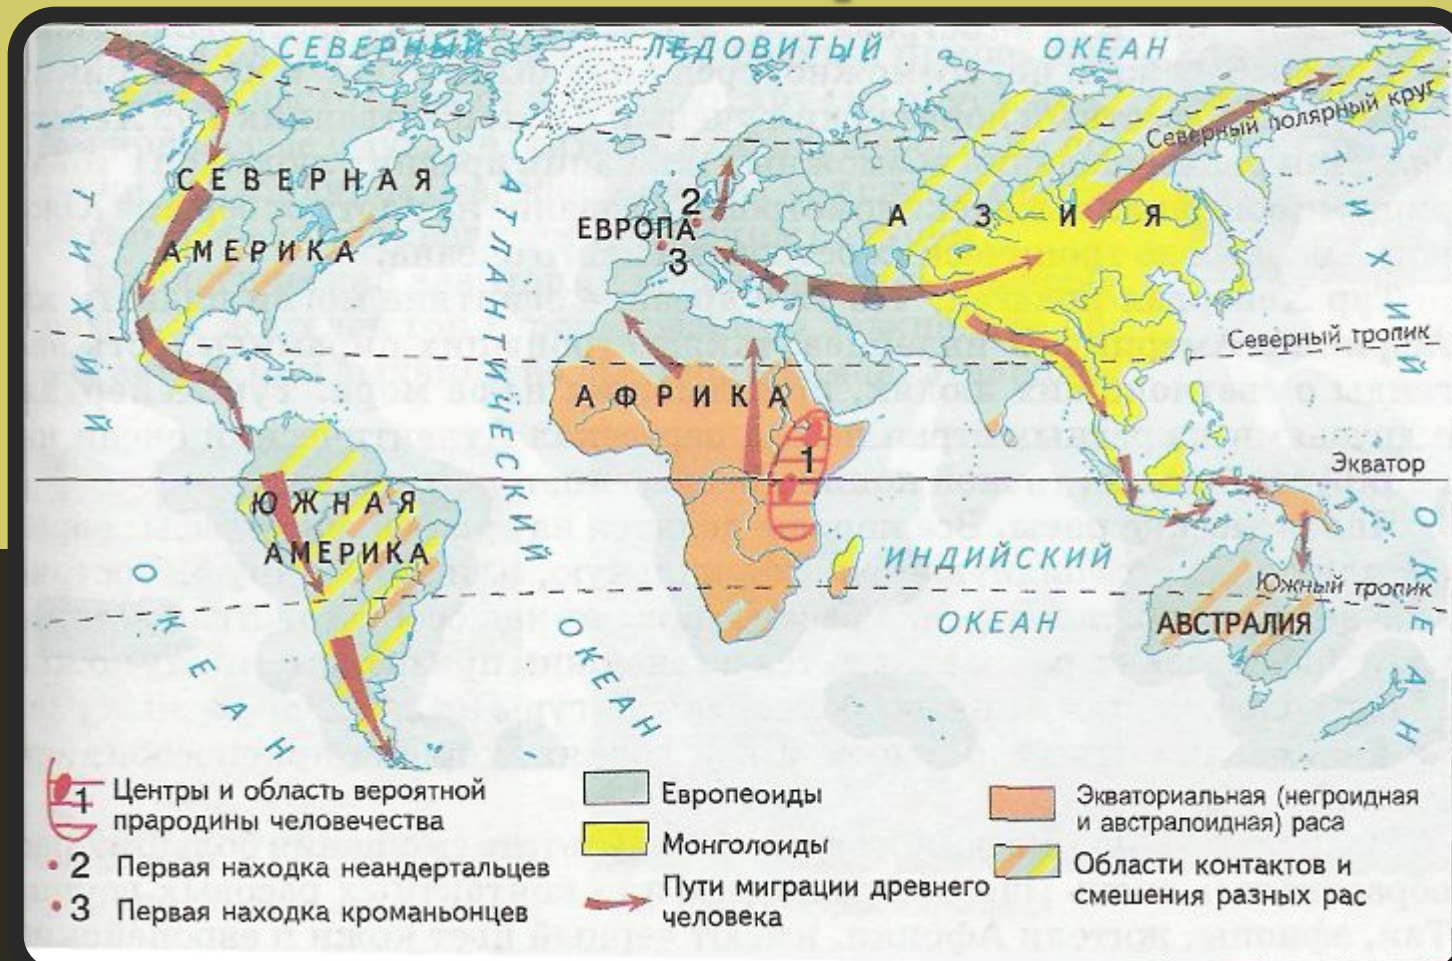 СЕВЕРНЫЙ ЛЕДОВИТЫЙ ОКЕАН
Северный полярный круг
СЕВЕРНАЯ
АМЕРИКА
ТИХИЙ
ОКЕАН
АТЛАНТИЧЕСКИЙ
ОКЕАН
2
ЕВРОПА
3
АЗИЯ
ТИХИЙ
ОКЕАН
Северный тропик
АФРИКА
1
Экватор
ЮЖНАЯ
АМЕРИКА
ИНДИЙСКИЙ
ОКЕАН
Южный тропик
АВСТРАЛИЯ
1 Центры и область вероятной
прародины человечества
2 Первая находка неандертальцев
3 Первая находка кроманьонцев
Европеоиды
Монголоиды
Пути миграции древнего
человека
Экваториальная (негроидная
и австралоидная) раса
Области контактов и
смешения разных рас